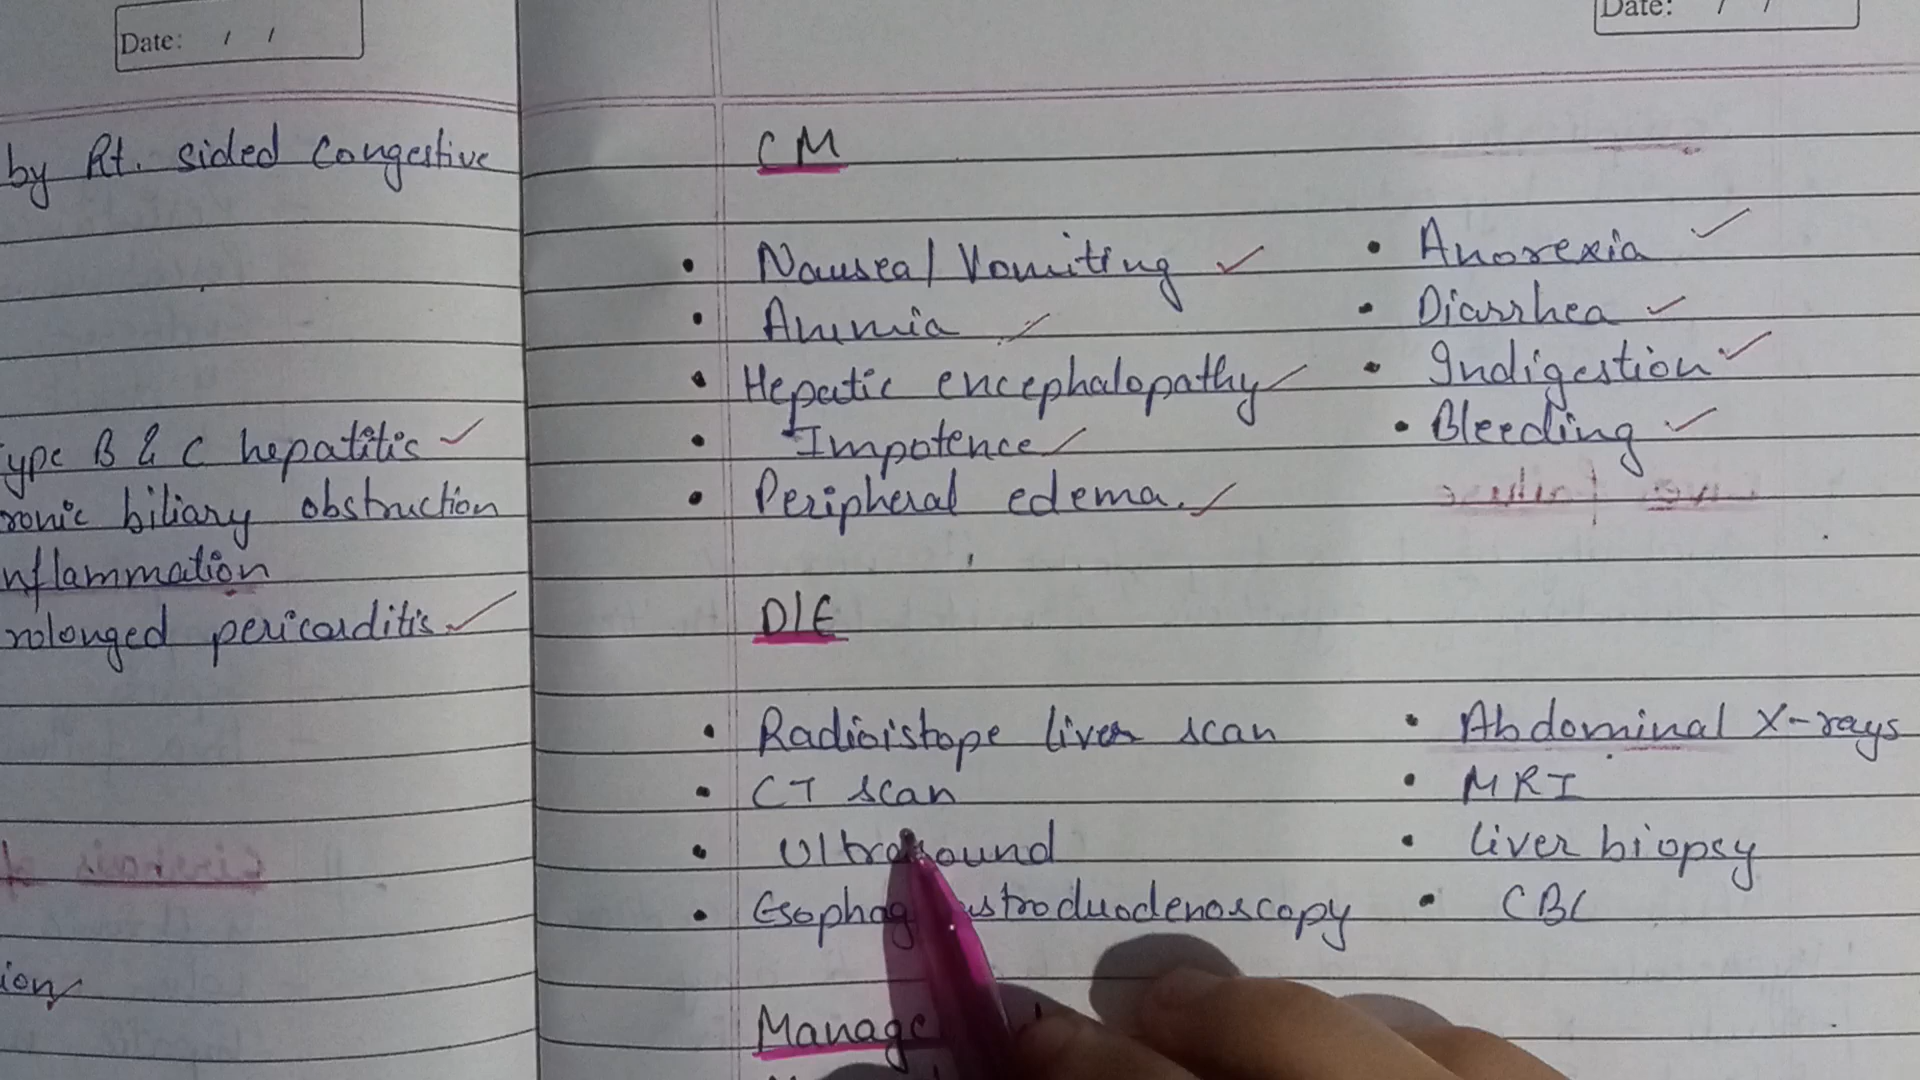 Date: / /
by Rt. sided Congestive
ype B & C hepatitis
ronic biliary obstruction
nflammation
rolonged pericarditis
ion
Date: / /
CM
• Nausea/ Vomiting
• Anemia
• Hepatic encephalopathy
• Impotence
• Peripheral edema.
• Anorexia
• Diarrhea
• Indigestion
• Bleeding
D/E
• Radioistope liver scan
• CT scan
• Ultrasound
• Esophagogastroduodenoscopy
• Abdominal X-rays
• MRI
• liver biopsy
• CBC
Manage